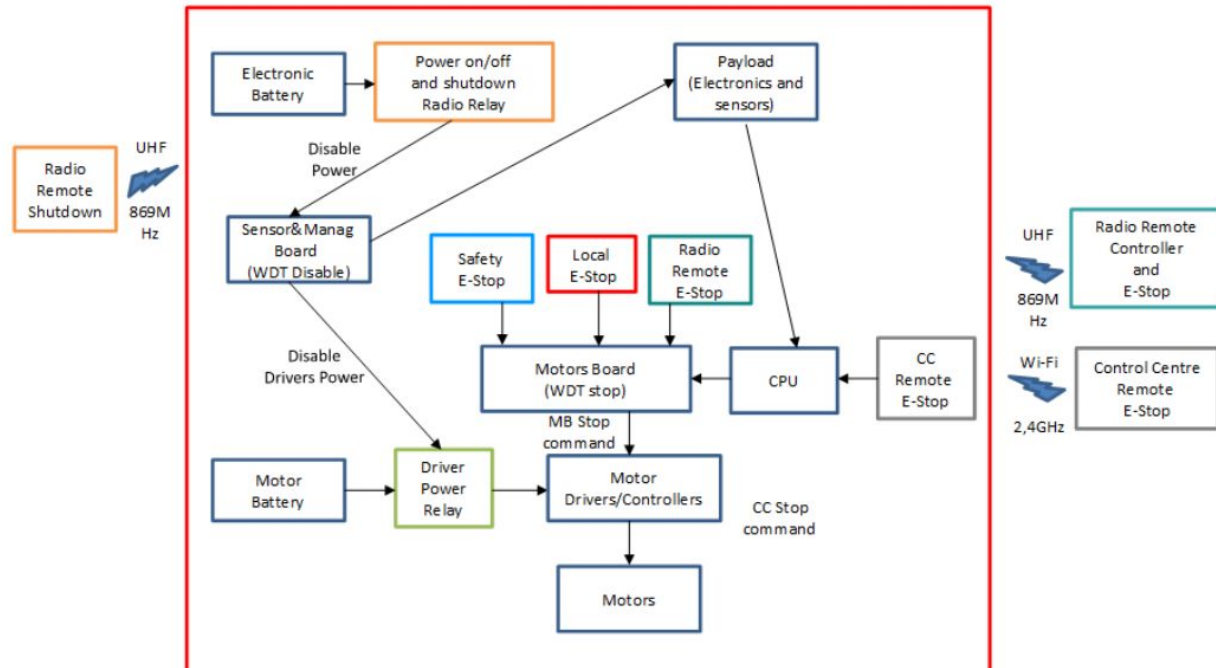 Electronic
Battery
Power on/off
and shutdown
Radio Relay
Payload
(Electronics and
sensors)
Radio
Remote
Shutdown
UHF
869M
Hz
Disable
Power
Sensor&Manag
Board
(WDT Disable)
Safety
E-Stop
Local
E-Stop
Radio
Remote
E-Stop
UHF
869M
Hz
Radio Remote
Controller
and
E-Stop
Disable
Drivers Power
Motors Board
(WDT stop)
CPU
CC
Remote
E-Stop
Wi-Fi
2,4GHz
Control Centre
Remote
E-Stop
MB Stop
command
Motor
Battery
Driver
Power
Relay
Motor
Drivers/Controllers
CC Stop
command
Motors